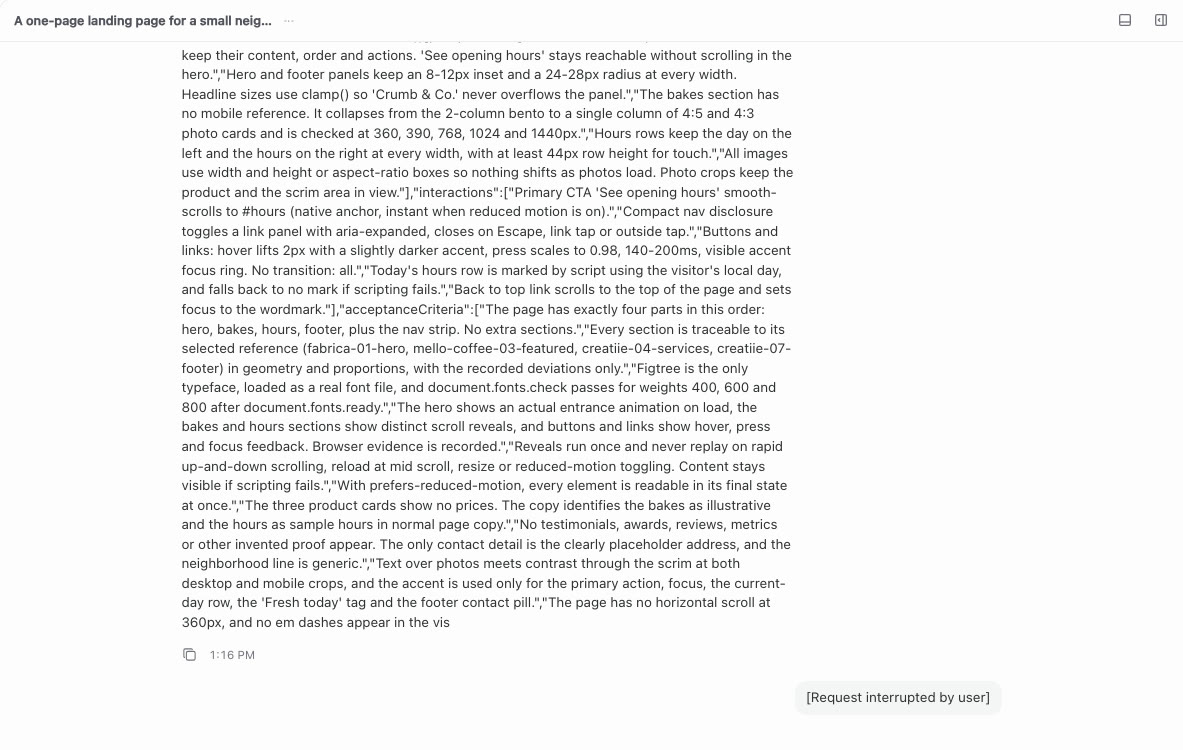 A one-page landing page for a small neig... ...
keep their content, order and actions. 'See opening hours' stays reachable without scrolling in the
hero.","Hero and footer panels keep an 8-12px inset and a 24-28px radius at every width.
Headline sizes use clamp() so 'Crumb & Co.' never overflows the panel.","The bakes section has
no mobile reference. It collapses from the 2-column bento to a single column of 4:5 and 4:3
photo cards and is checked at 360, 390, 768, 1024 and 1440px.","Hours rows keep the day on the
left and the hours on the right at every width, with at least 44px row height for touch.","All images
use width and height or aspect-ratio boxes so nothing shifts as photos load. Photo crops keep the
product and the scrim area in view."],"interactions":["Primary CTA 'See opening hours' smooth-
scrolls to #hours (native anchor, instant when reduced motion is on).","Compact nav disclosure
toggles a link panel with aria-expanded, closes on Escape, link tap or outside tap.","Buttons and
links: hover lifts 2px with a slightly darker accent, press scales to 0.98, 140-200ms, visible accent
focus ring. No transition: all.","Today's hours row is marked by script using the visitor's local day,
and falls back to no mark if scripting fails.","Back to top link scrolls to the top of the page and sets
focus to the wordmark."],"acceptanceCriteria":["The page has exactly four parts in this order:
hero, bakes, hours, footer, plus the nav strip. No extra sections.","Every section is traceable to its
selected reference (fabrica-01-hero, mello-coffee-03-featured, creatiie-04-services, creatiie-07-
footer) in geometry and proportions, with the recorded deviations only.","Figtree is the only
typeface, loaded as a real font file, and document.fonts.check passes for weights 400, 600 and
800 after document.fonts.ready.","The hero shows an actual entrance animation on load, the
bakes and hours sections show distinct scroll reveals, and buttons and links show hover, press
and focus feedback. Browser evidence is recorded.","Reveals run once and never replay on rapid
up-and-down scrolling, reload at mid scroll, resize or reduced-motion toggling. Content stays
visible if scripting fails.","With prefers-reduced-motion, every element is readable in its final state
at once.","The three product cards show no prices. The copy identifies the bakes as illustrative
and the hours as sample hours in normal page copy.","No testimonials, awards, reviews, metrics
or other invented proof appear. The only contact detail is the clearly placeholder address, and the
neighborhood line is generic.","Text over photos meets contrast through the scrim at both
desktop and mobile crops, and the accent is used only for the primary action, focus, the current-
day row, the 'Fresh today' tag and the footer contact pill.","The page has no horizontal scroll at
360px, and no em dashes appear in the vis
1:16 PM
[Request interrupted by user]